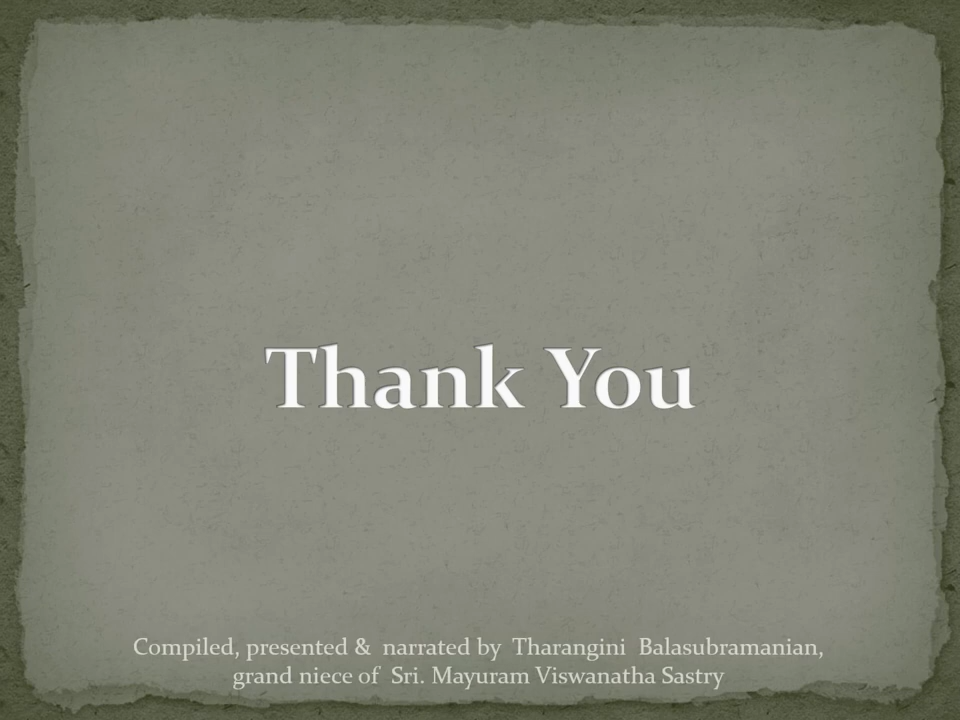 Thank You
Compiled, presented & narrated by Tharangini Balasubramanian,
grand niece of Sri. Mayuram Viswanatha Sastry